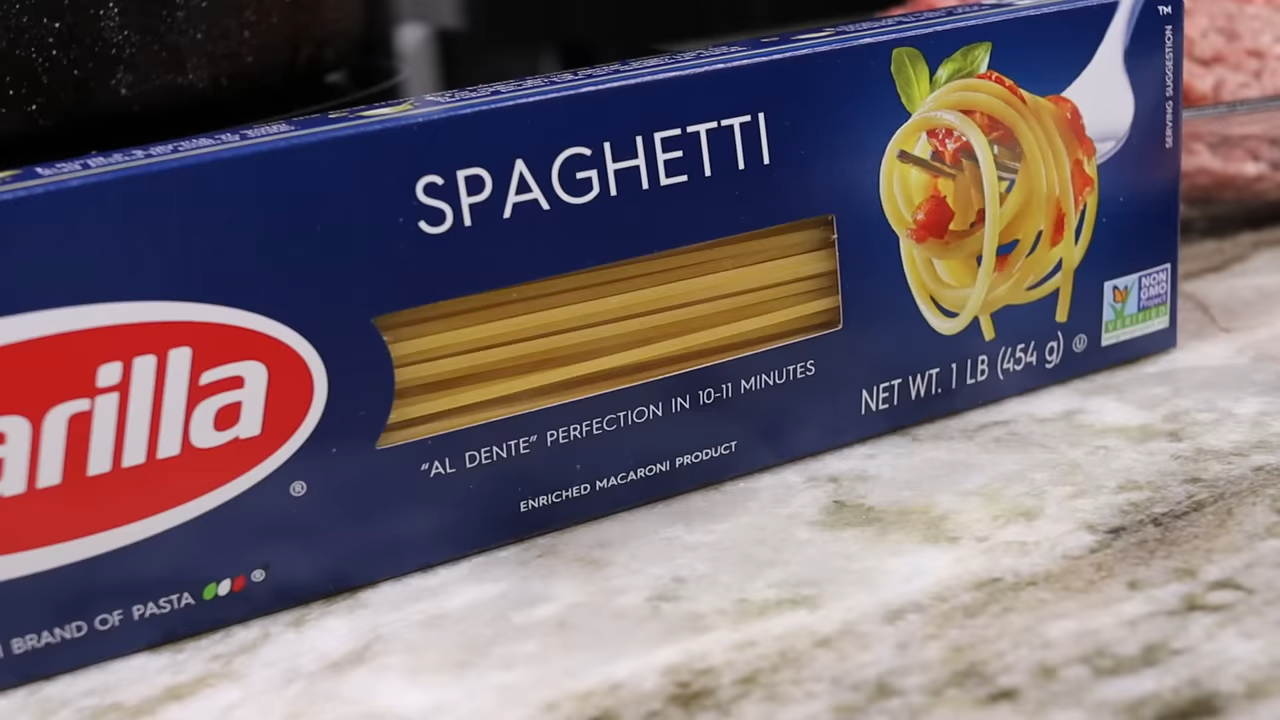 SPAGHETTI
arilla
®
"AL DENTE" PERFECTION IN 10-11 MINUTES
ENRICHED MACARONI PRODUCT
BRAND OF PASTA ®
NET WT. 1 LB (454 g) Ⓤ
NON
GMO
Project
VERIFIED
SERVING SUGGESTION
TM